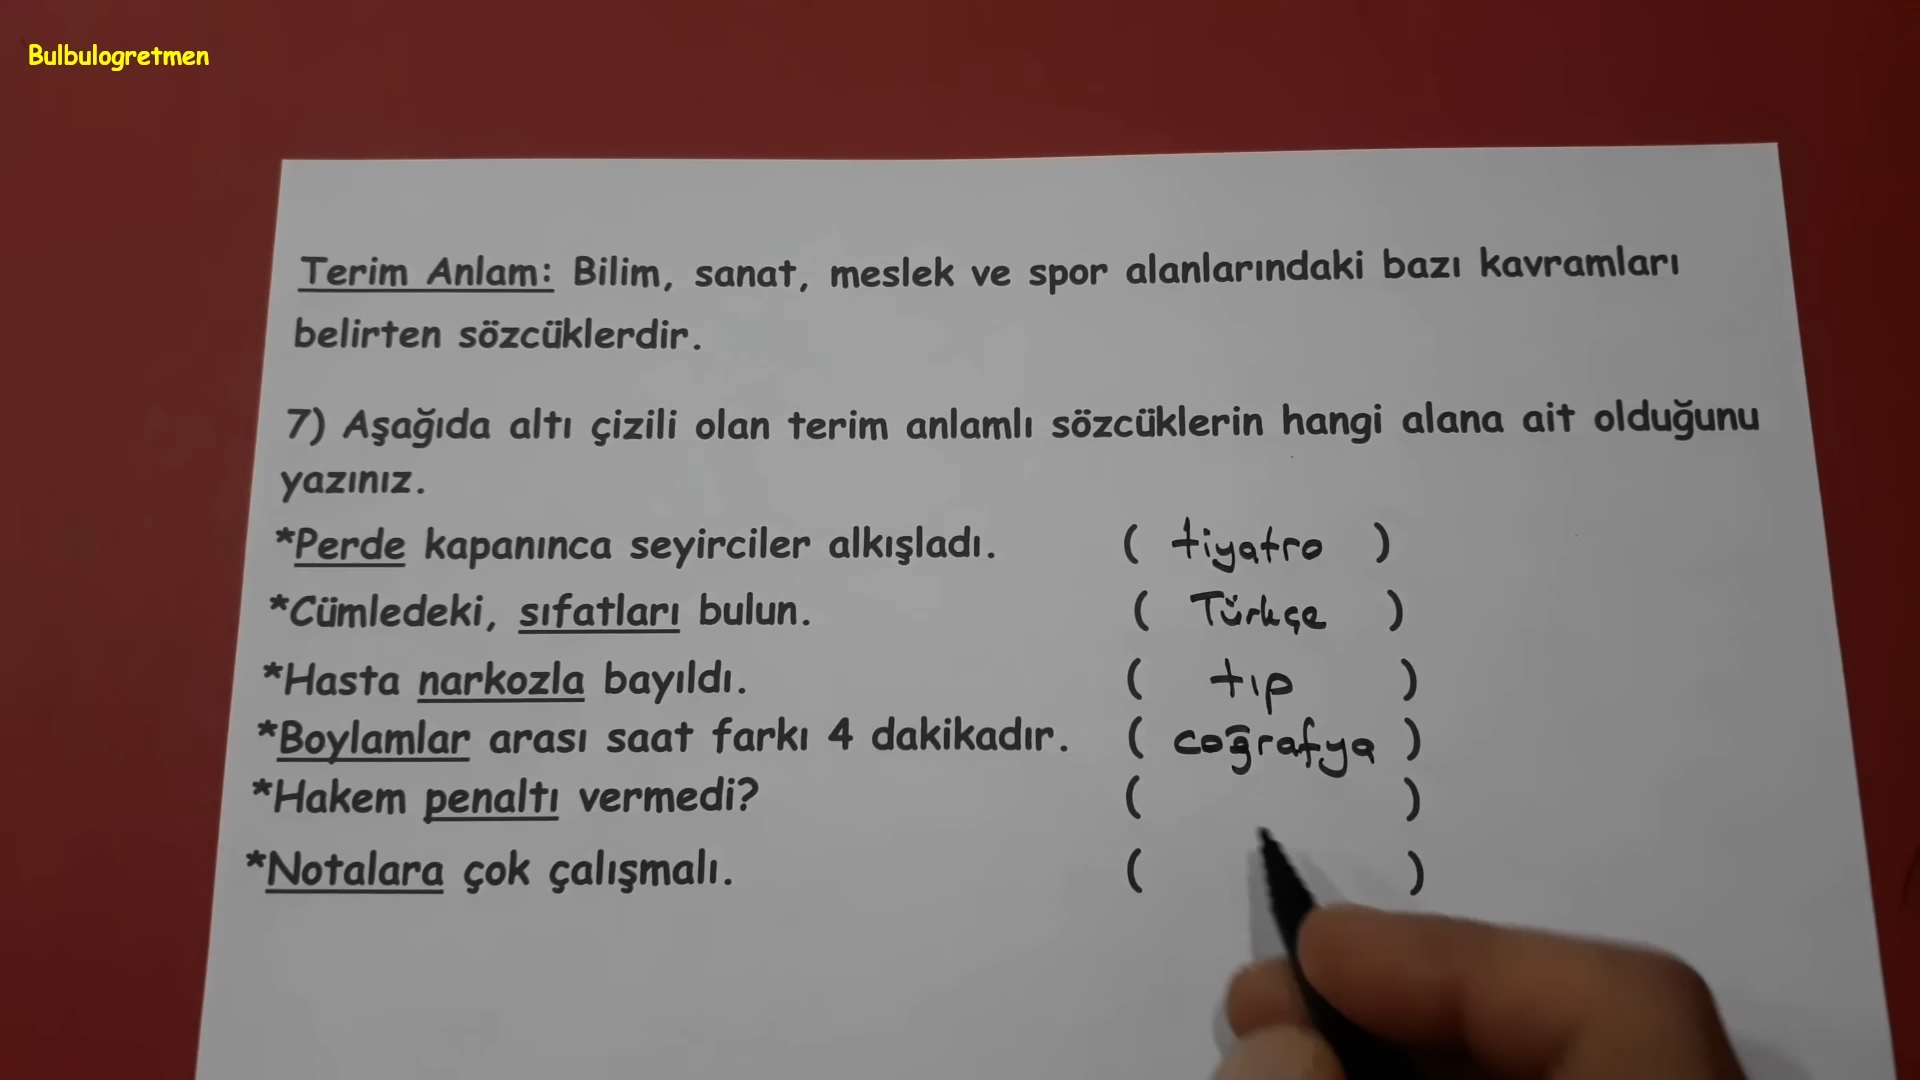 Bulbulogretmen
Terim Anlam: Bilim, sanat, meslek ve spor alanlarındaki bazı kavramları
belirten sözcüklerdir.
7) Aşağıda altı çizili olan terim anlamlı sözcüklerin hangi alana ait olduğunu
yazınız.
*Perde kapanınca seyirciler alkışladı. ( tiyatro )
*Cümledeki, sıfatları bulun. ( Türkçe )
*Hasta narkozla bayıldı. ( tıp )
*Boylamlar arası saat farkı 4 dakikadır. ( coğrafya )
*Hakem penaltı vermedi? ( )
*Notalara çok çalışmalı. ( )